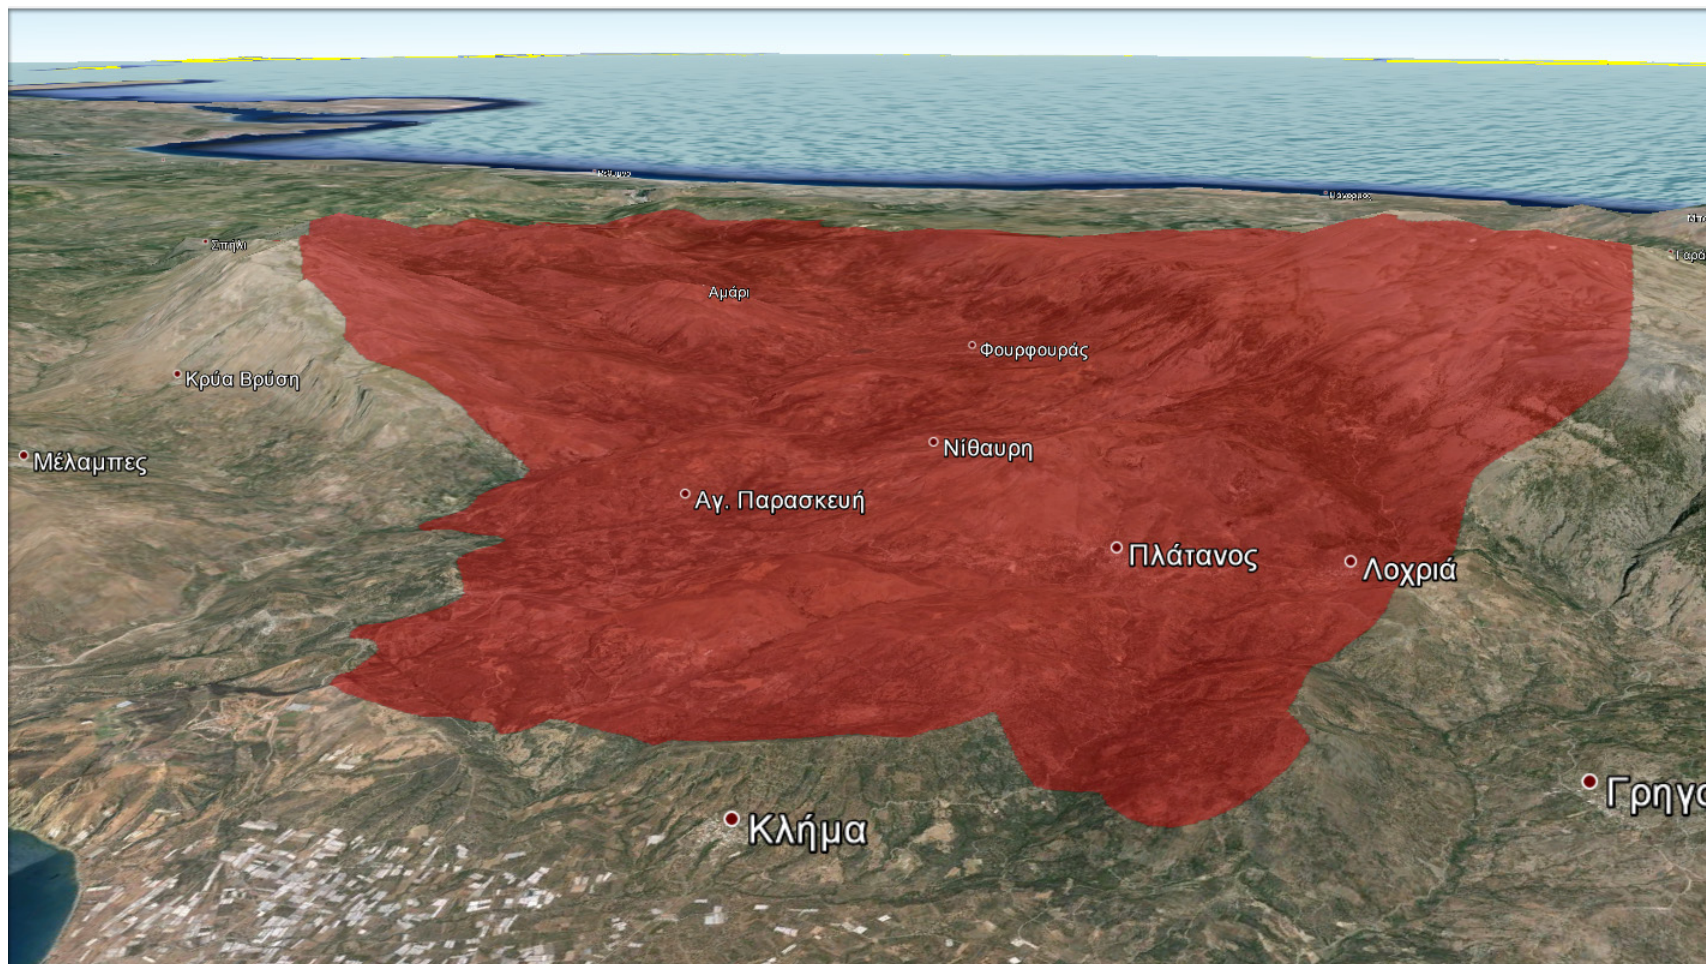 Σπήλι
Αμάρι
Φουρφουράς
Κρύα Βρύση
Νίθαυρη
Μέλαμπες
Αγ. Παρασκευή
Πλάτανος
Λοχριά
Κλήμα